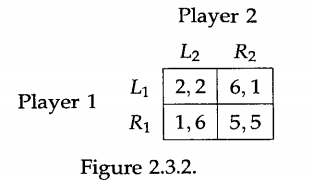 Player 2
L₂ R₂
L₁ 2, 2 6, 1
Player 1
R₁ 1, 6 5, 5
Figure 2.3.2.